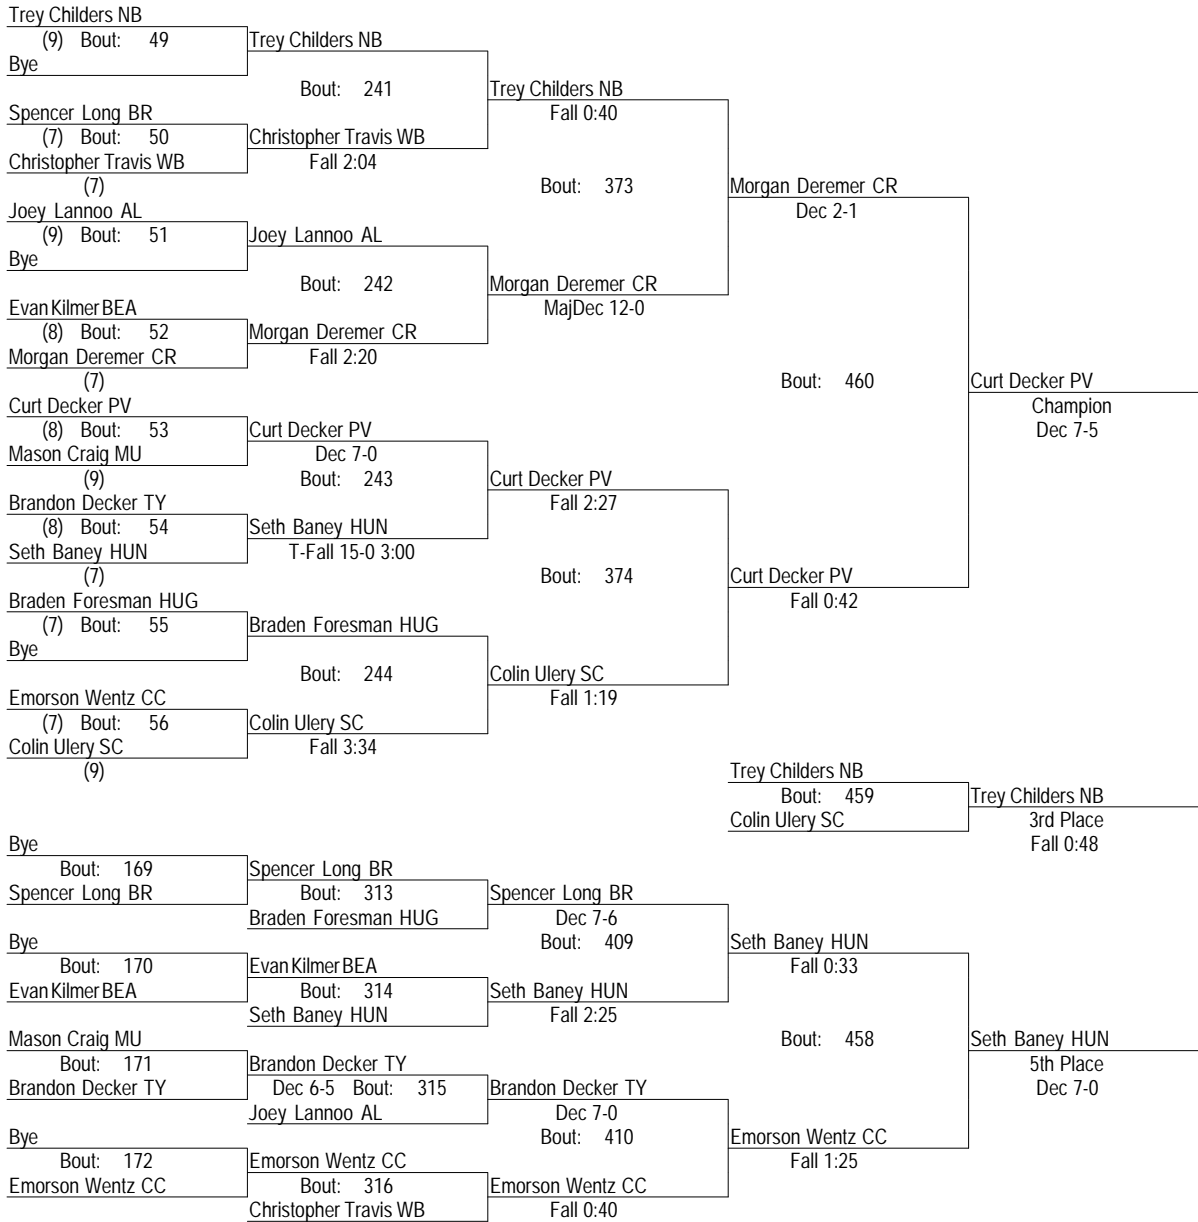 Trey Childers NB
(9) Bout: 49 Trey Childers NB
Bye
Bout: 241 Trey Childers NB
Spencer Long BR Fall 0:40
(7) Bout: 50 Christopher Travis WB
Christopher Travis WB Fall 2:04
(7) Bout: 373 Morgan Deremer CR
Joey Lannoo AL Dec 2-1
(9) Bout: 51 Joey Lannoo AL
Bye
Bout: 242 Morgan Deremer CR
Evan Kilmer BEA MajDec 12-0
(8) Bout: 52 Morgan Deremer CR
Morgan Deremer CR Fall 2:20
(7) Bout: 460 Curt Decker PV
Curt Decker PV Champion
(8) Bout: 53 Curt Decker PV Dec 7-5
Mason Craig MU Dec 7-0
(9) Bout: 243 Curt Decker PV
Brandon Decker TY Fall 2:27
(8) Bout: 54 Seth Baney HUN
Seth Baney HUN T-Fall 15-0 3:00
(7) Bout: 374 Curt Decker PV
Braden Foresman HUG Fall 0:42
(7) Bout: 55 Braden Foresman HUG
Bye
Bout: 244 Colin Ulery SC
Emorson Wentz CC Fall 1:19
(7) Bout: 56 Colin Ulery SC
Colin Ulery SC Fall 3:34
(9) Trey Childers NB
Bout: 459 Trey Childers NB
Colin Ulery SC 3rd Place
Bye Fall 0:48
Bout: 169 Spencer Long BR
Spencer Long BR Bout: 313 Spencer Long BR
Braden Foresman HUG Dec 7-6
Bye Bout: 409 Seth Baney HUN
Bout: 170 Evan Kilmer BEA Fall 0:33
Evan Kilmer BEA Bout: 314 Seth Baney HUN
Seth Baney HUN Fall 2:25
Mason Craig MU Bout: 458 Seth Baney HUN
Bout: 171 Brandon Decker TY 5th Place
Brandon Decker TY Dec 6-5 Bout: 315 Brandon Decker TY Dec 7-0
Joey Lannoo AL Dec 7-0
Bye Bout: 410 Emorson Wentz CC
Bout: 172 Emorson Wentz CC Fall 1:25
Emorson Wentz CC Bout: 316 Emorson Wentz CC
Christopher Travis WB Fall 0:40